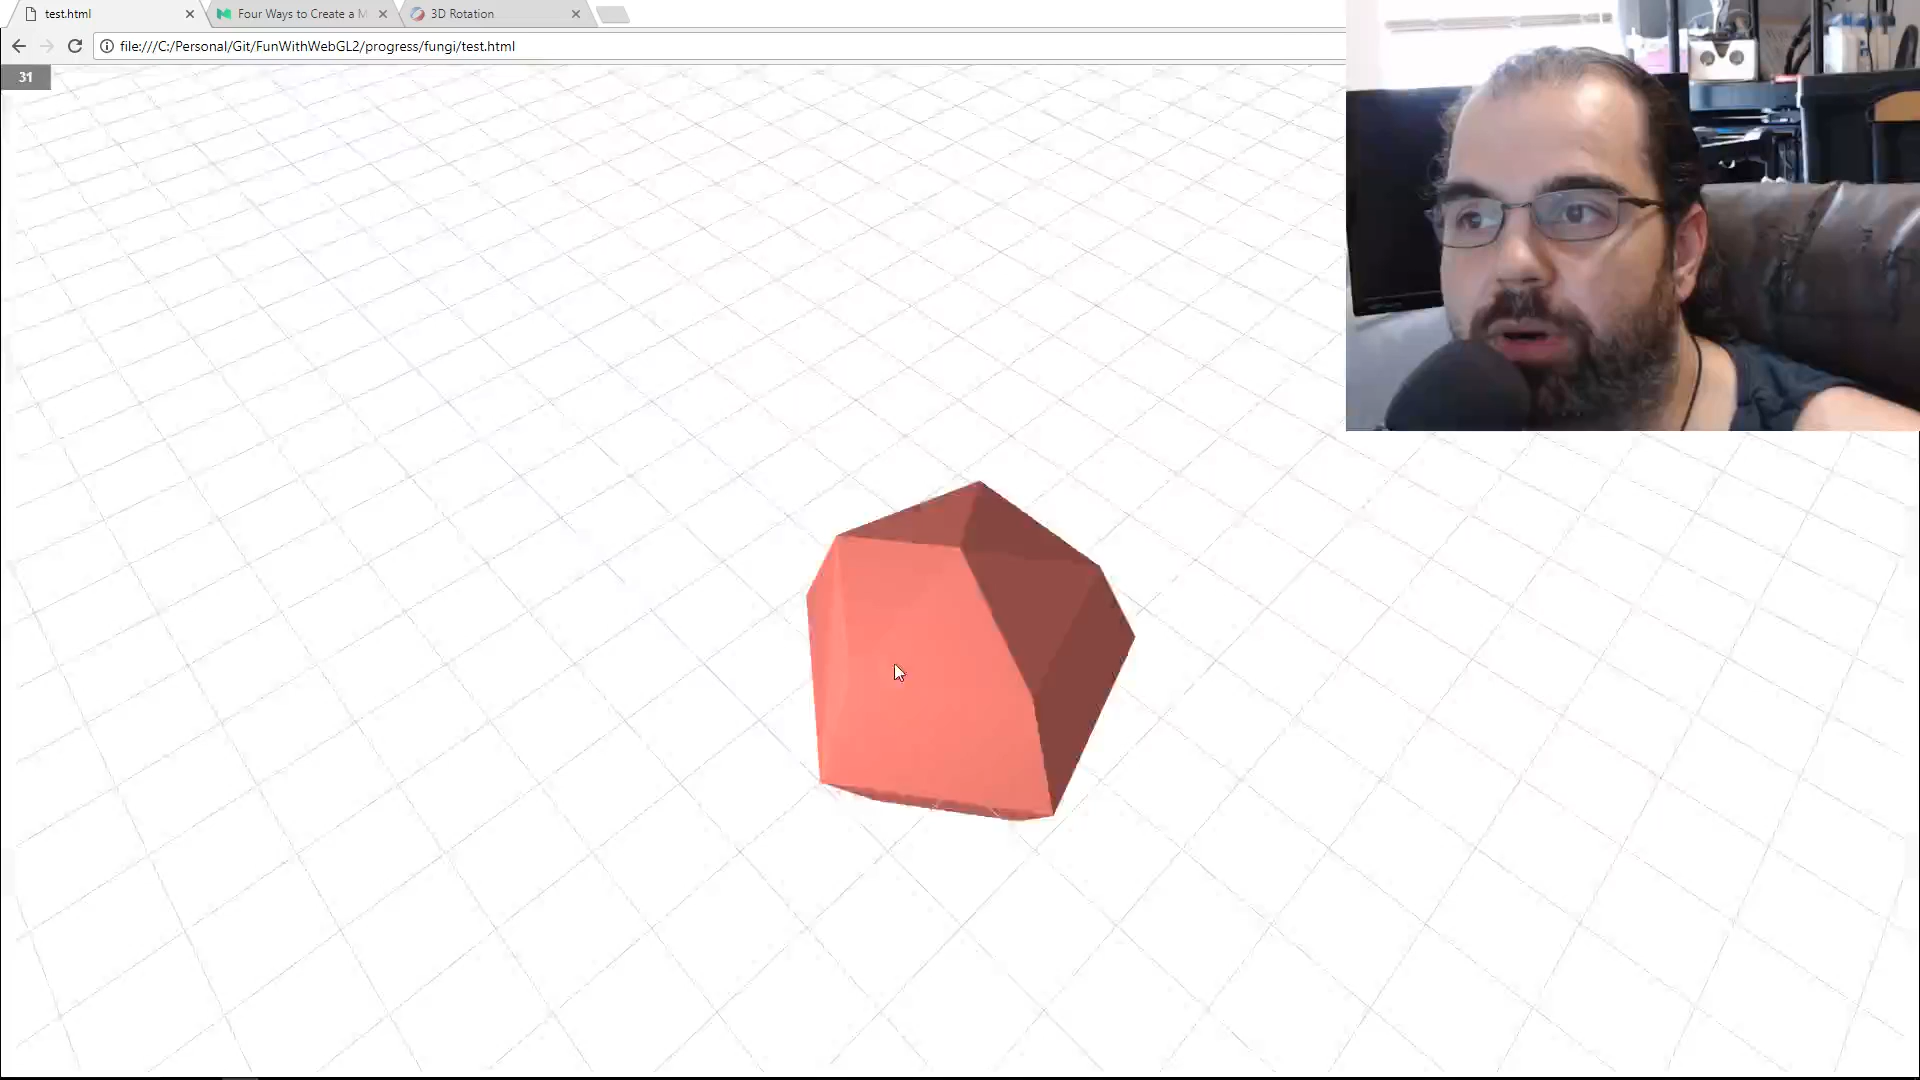 test.html
Four Ways to Create a M
3D Rotation
file:///C:/Personal/Git/FunWithWebGL2/progress/fungi/test.html
31